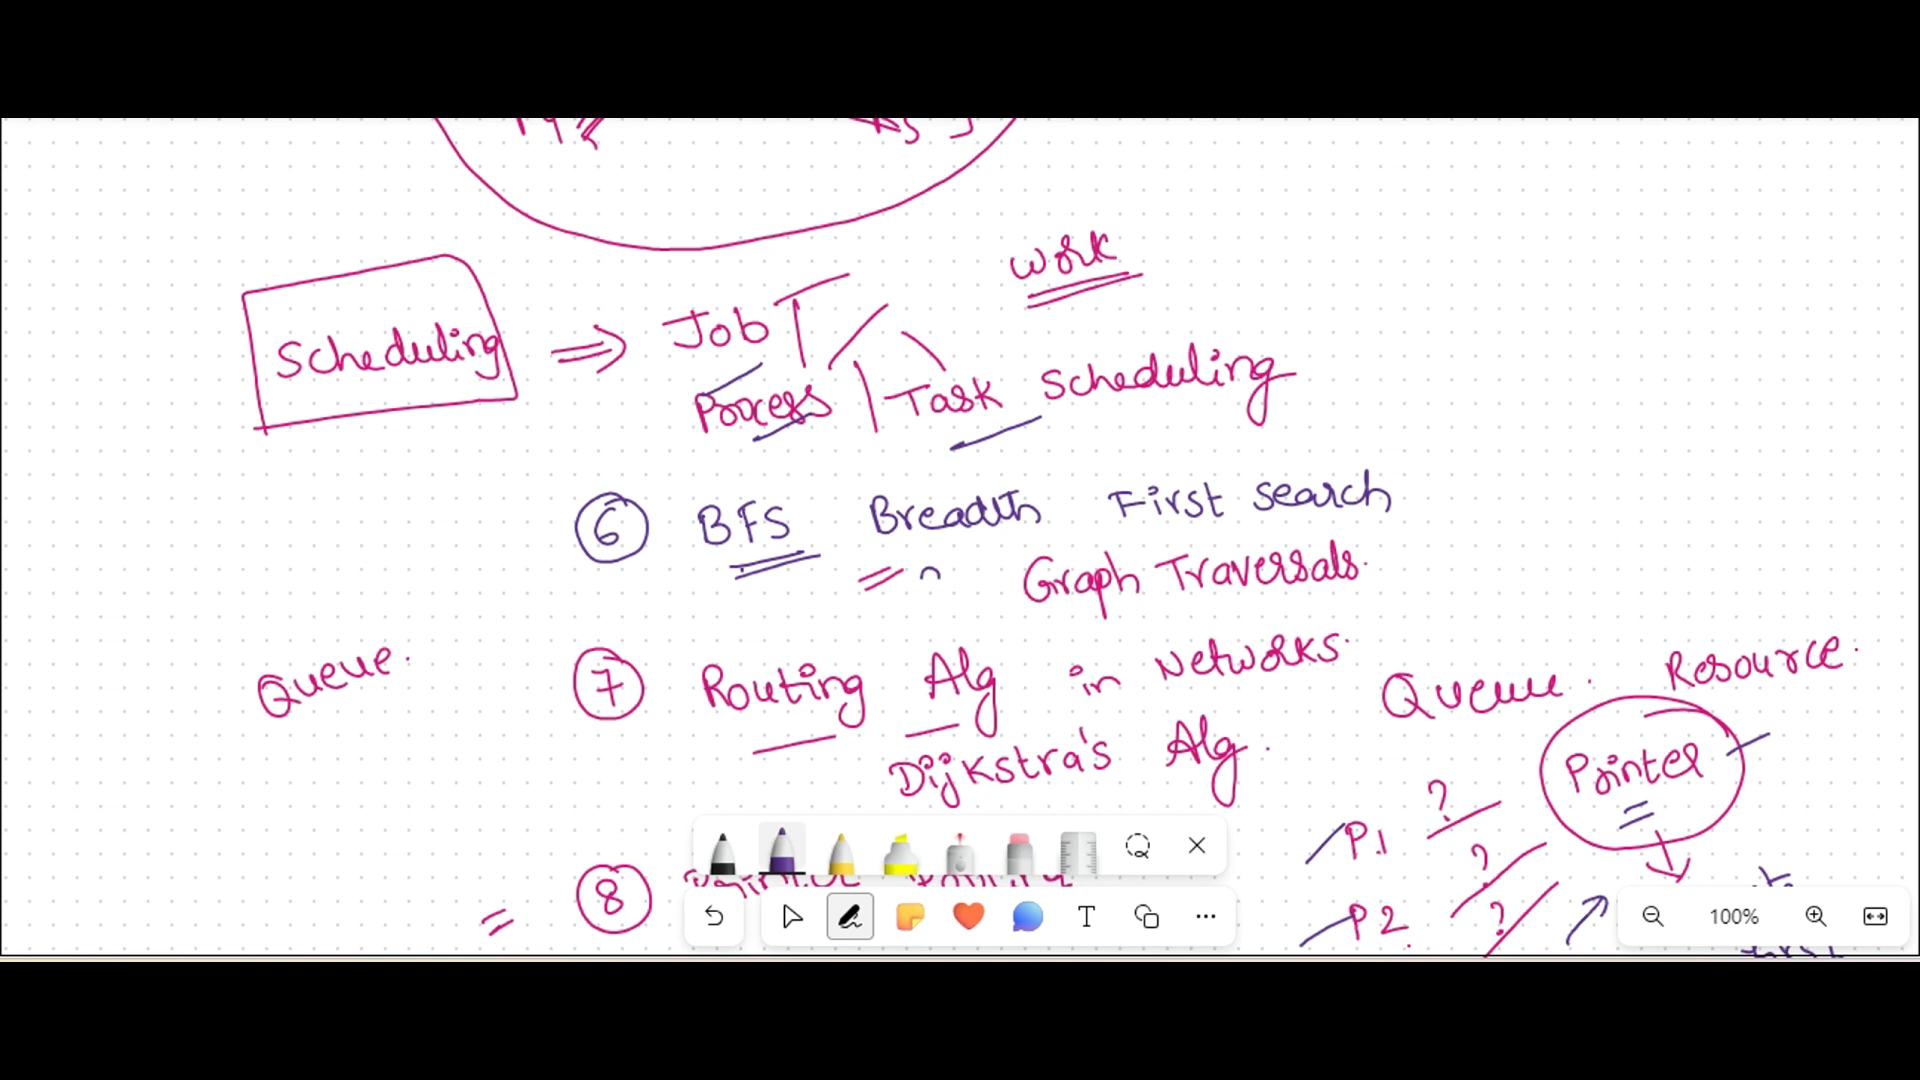 Work
Scheduling ⇒ Job
Process | Task Scheduling
6 BFS Breadth First Search
Graph Traversals.
Queue. 7 Routing Alg in Networks.
Dijkstra's Alg.
Queue. Resource.
Printer
P.1 ?
?
8
P2. ?
T
100%